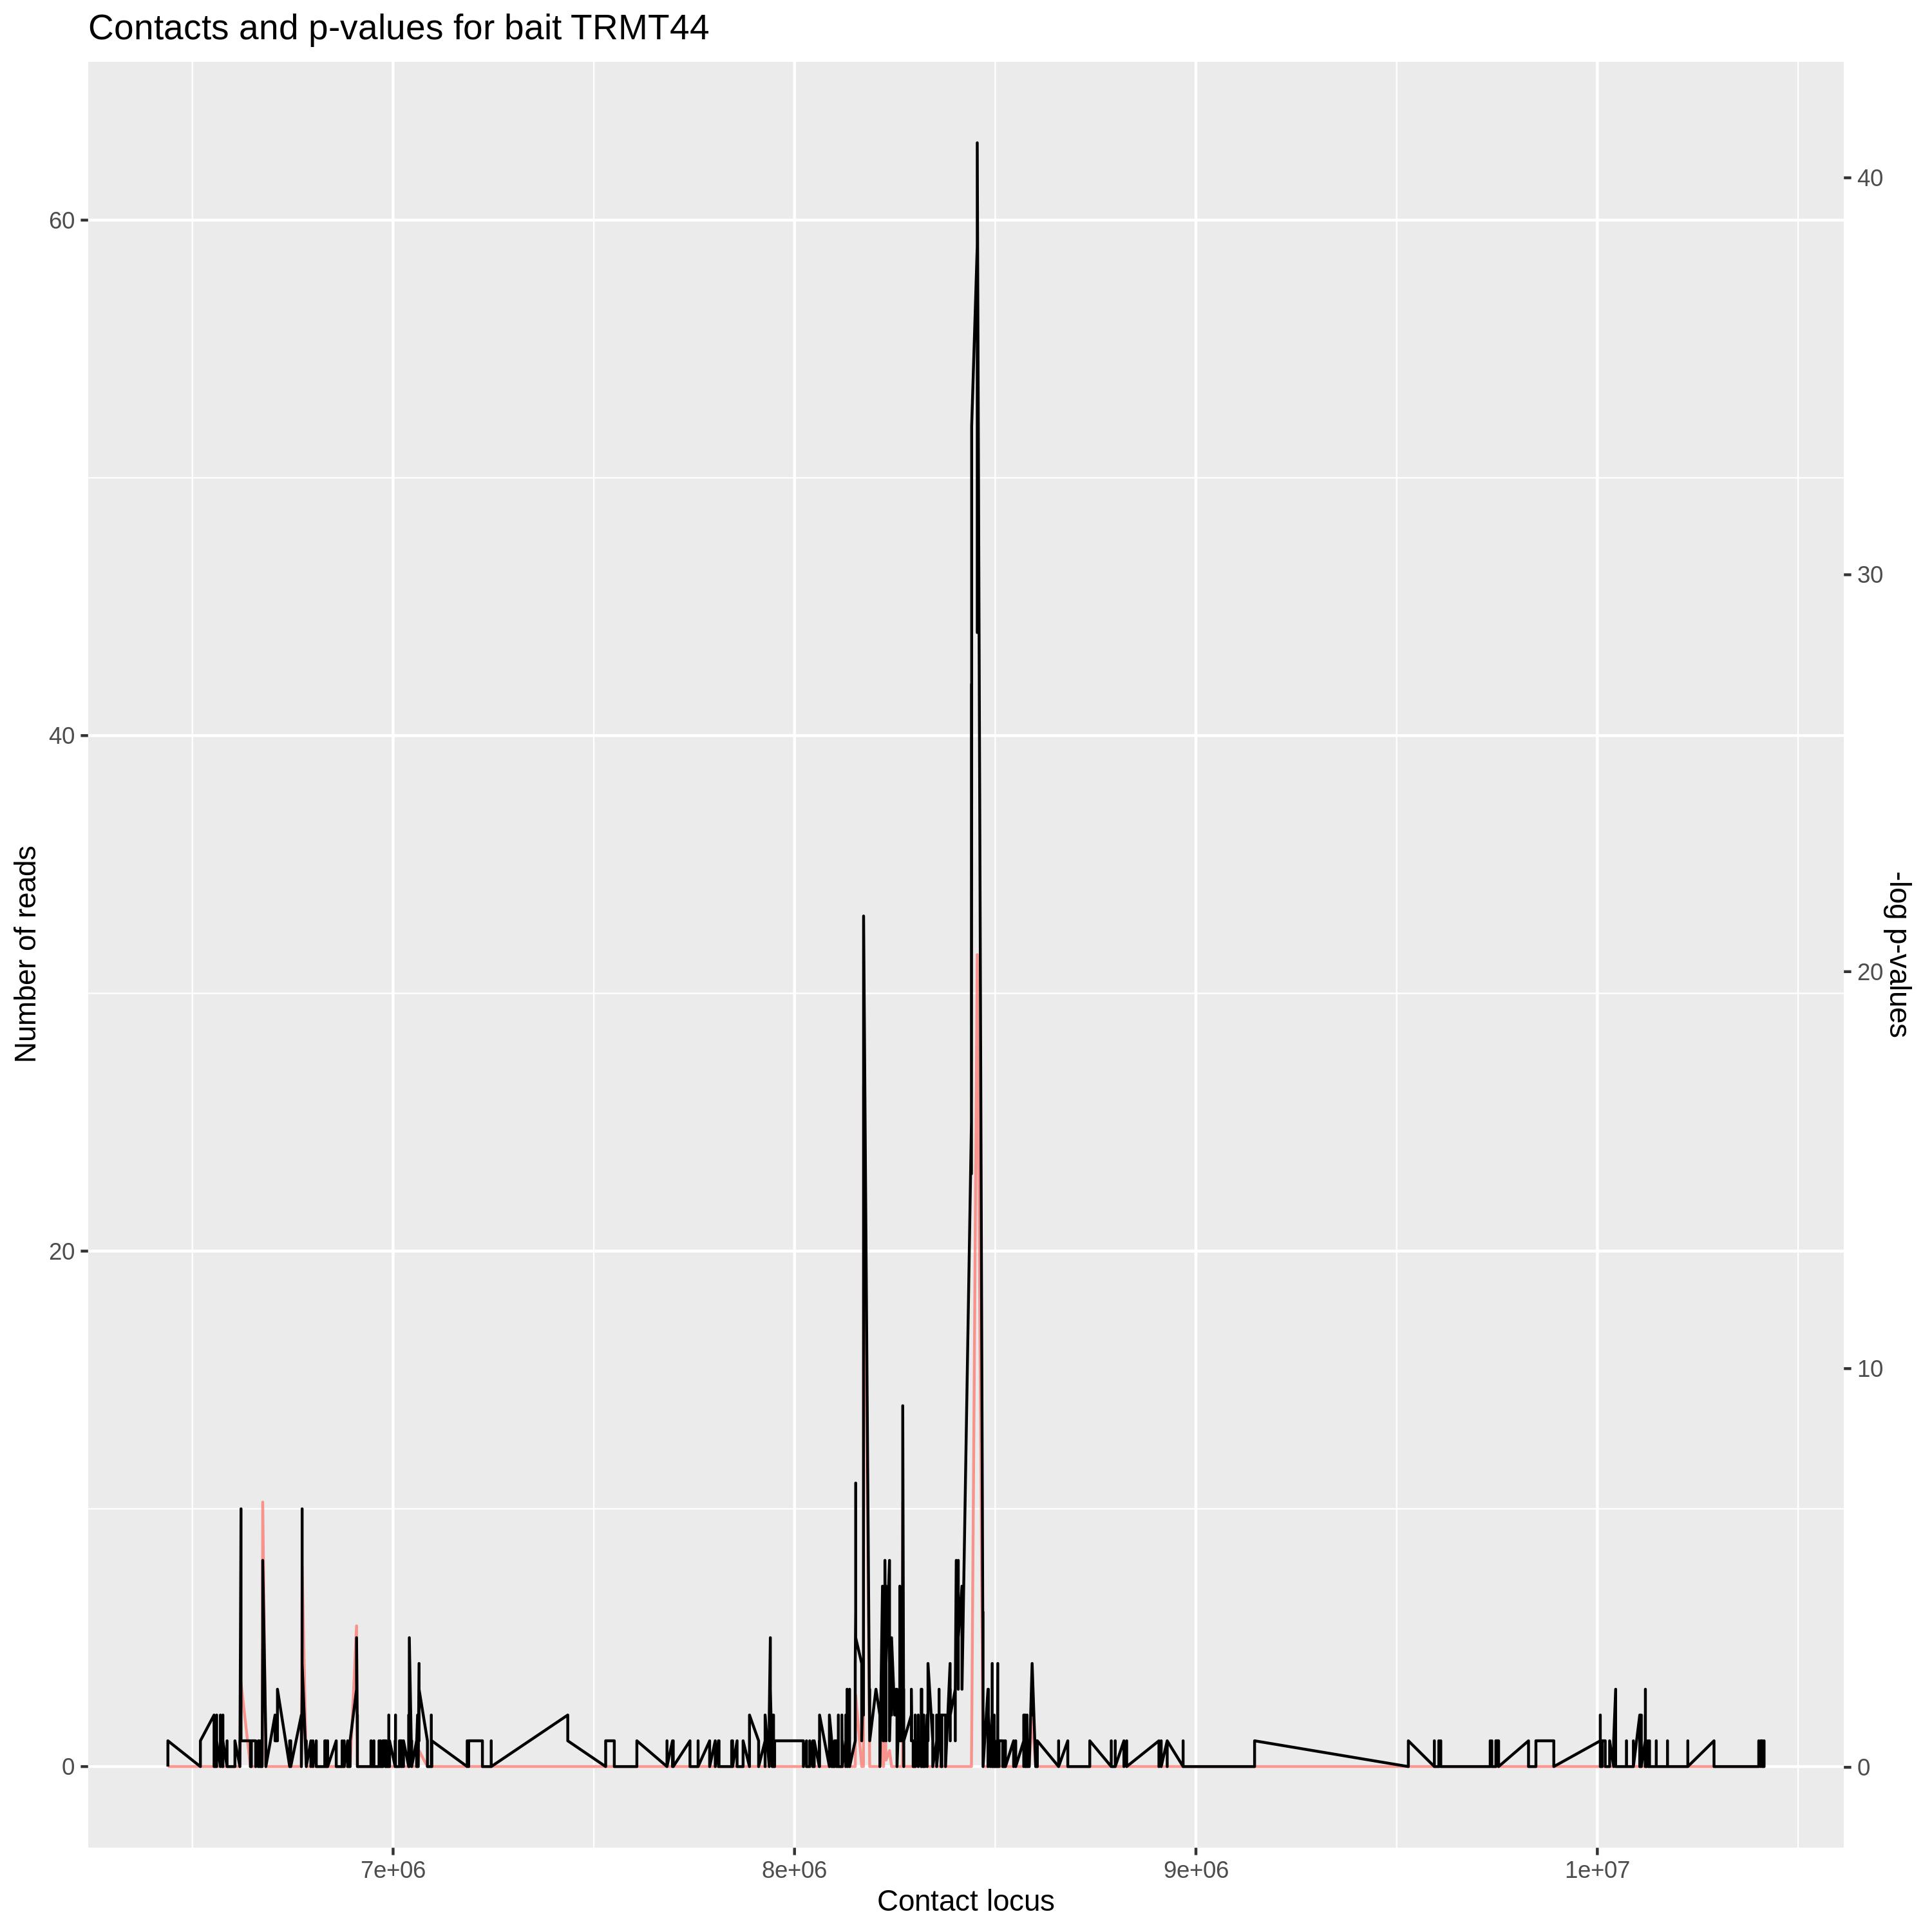 Contacts and p-values for bait TRMT44
60
40
20
0
Number of reads
40
30
20
10
0
-log p-values
7e+06
8e+06
9e+06
1e+07
Contact locus